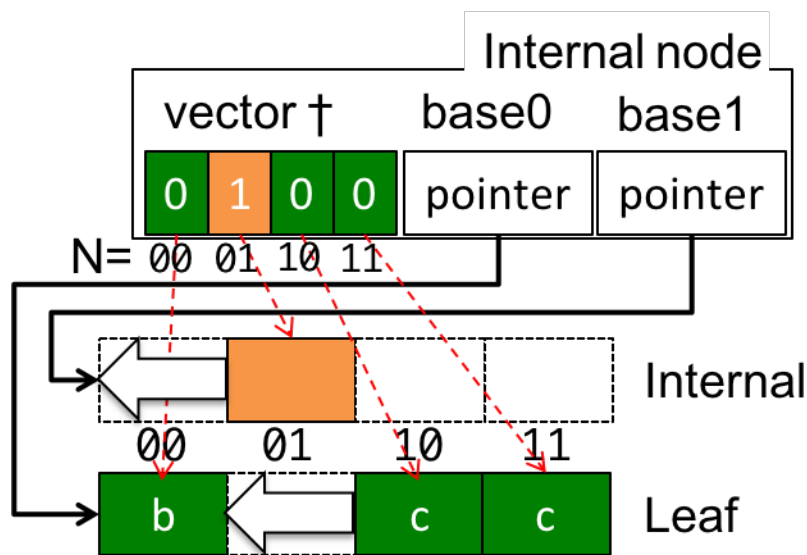 Internal node
vector † base0 base1
0 1 0 0 pointer pointer
N= 00 01 10 11
Internal
00 01 10 11
b c c Leaf